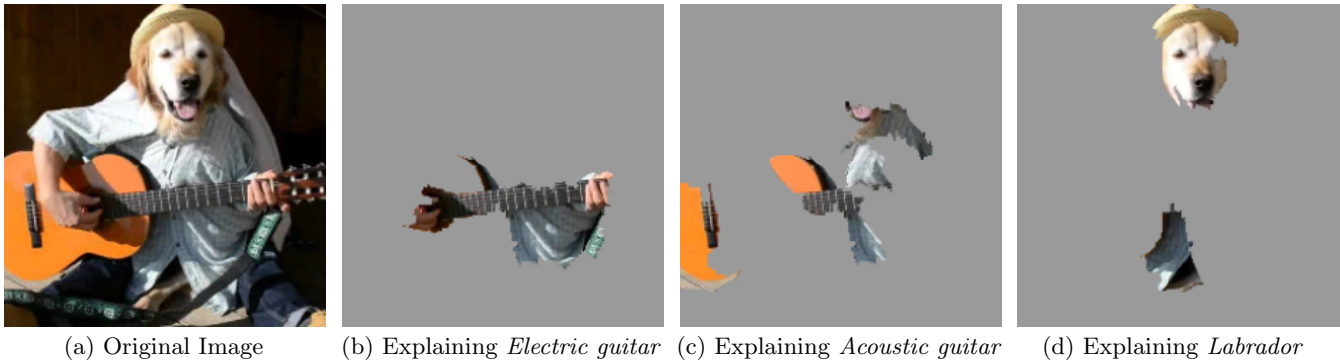 (a) Original Image
(b) Explaining Electric guitar
(c) Explaining Acoustic guitar
(d) Explaining Labrador